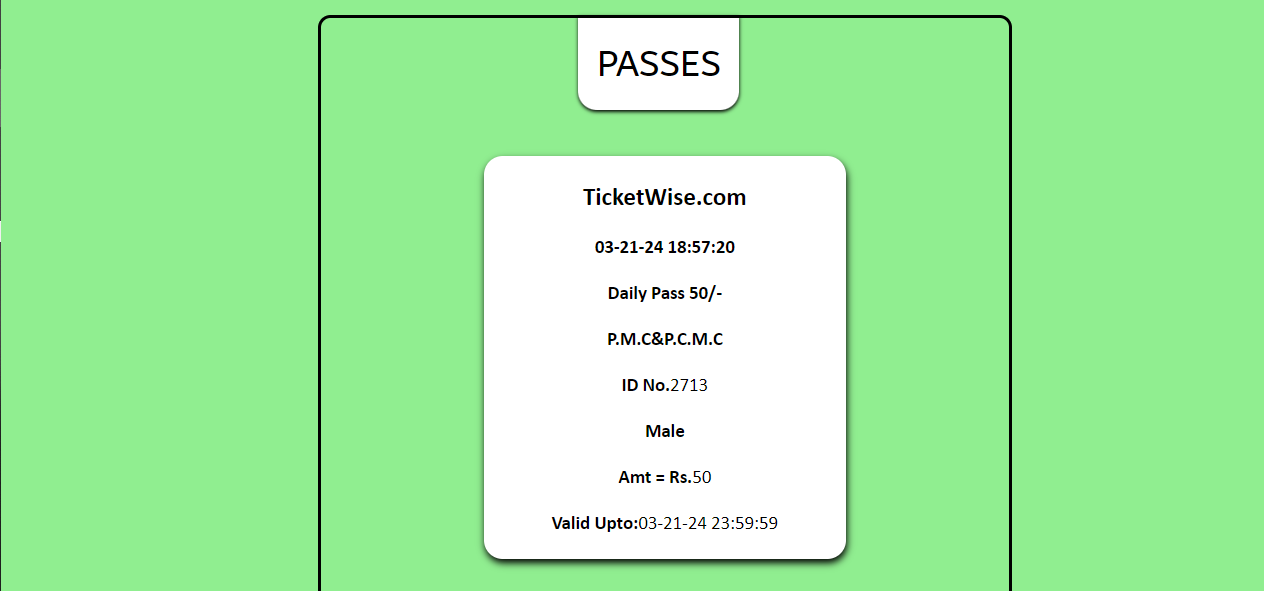 PASSES
TicketWise.com
03-21-24 18:57:20
Daily Pass 50/-
P.M.C&P.C.M.C
ID No.2713
Male
Amt = Rs.50
Valid Upto:03-21-24 23:59:59